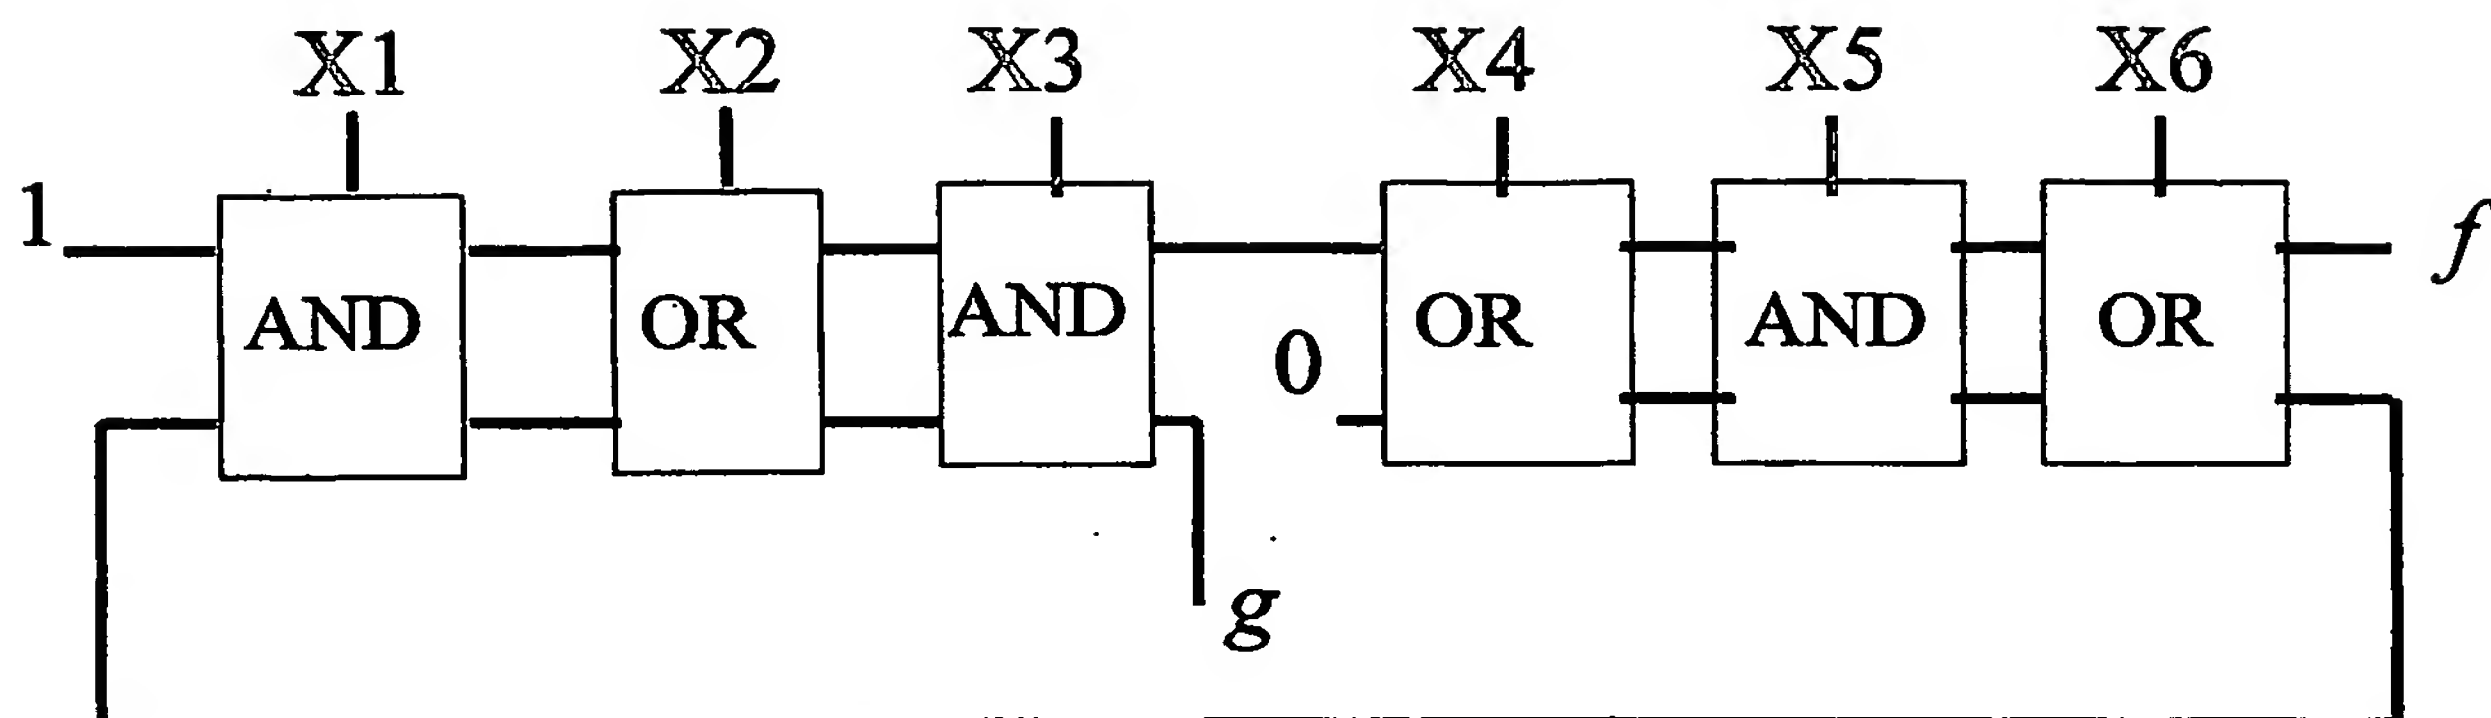 X1 X2 X3 X4 X5 X6
1 f
AND OR AND OR AND OR
0
g